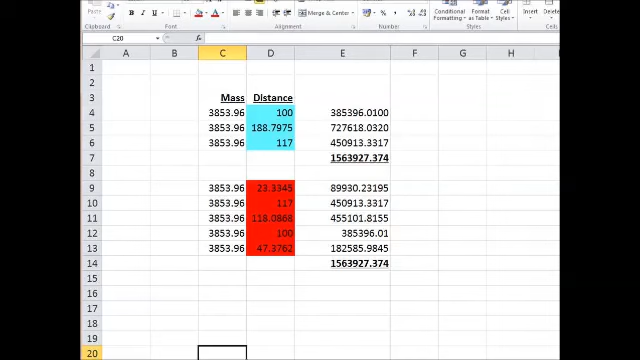 Paste
B I U
Merge & Center
$ % ,
Conditional Format Cell
Formatting as Table Styles
Insert Delete
Clipboard Font Alignment Number Styles Cells
C20 fx
A B C D E F G H
1
2
3 Mass Distance
4 3853.96 100 385396.0100
5 3853.96 188.7975 727618.0320
6 3853.96 117 450913.3317
7 1563927.374
8
9 3853.96 23.3345 89930.23195
10 3853.96 117 450913.3317
11 3853.96 118.0868 455101.8155
12 3853.96 100 385396.01
13 3853.96 47.3762 182585.9845
14 1563927.374
15
16
17
18
19
20